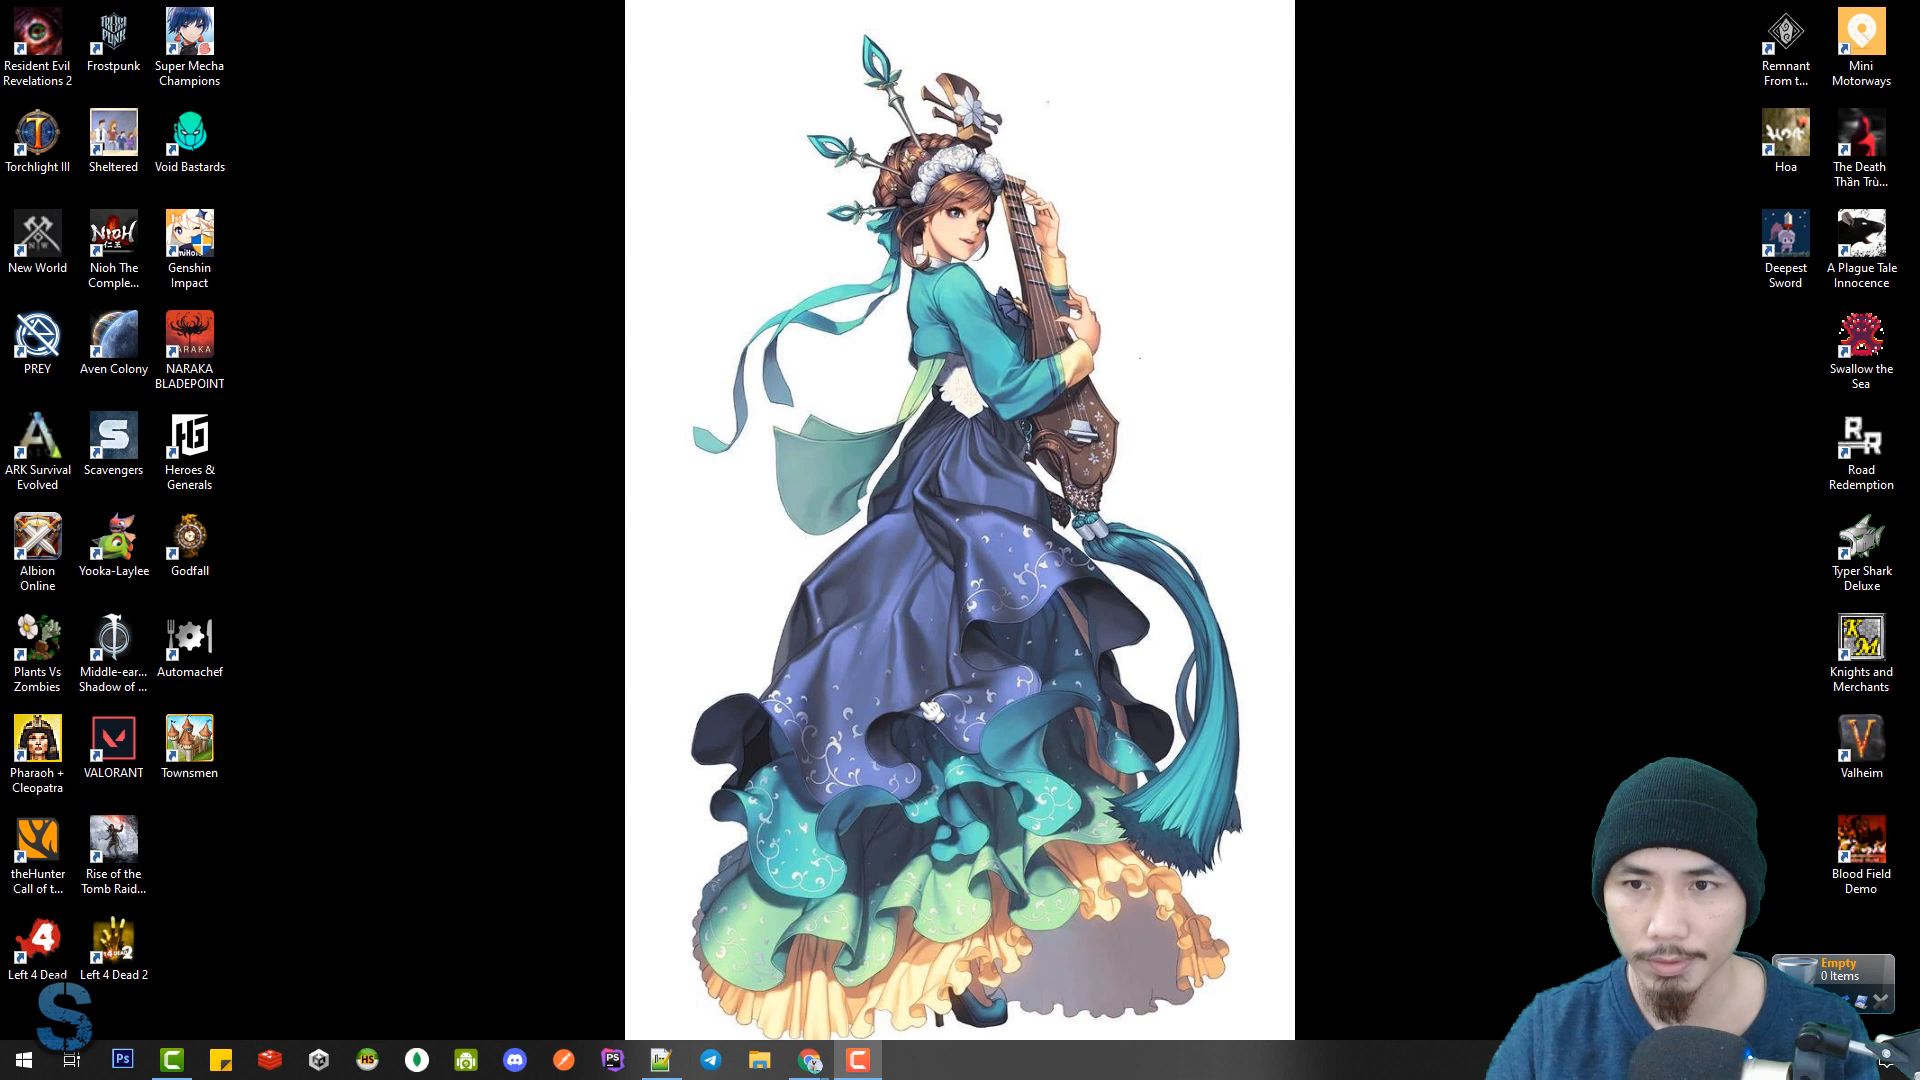 Resident Evil
Revelations 2
Frostpunk
Super Mecha
Champions
Torchlight III
Sheltered
Void Bastards
New World
Nioh The
Comple...
Genshin
Impact
PREY
Aven Colony
NARAKA
BLADEPOINT
ARK Survival
Evolved
Scavengers
Heroes &
Generals
Albion
Online
Yooka-Laylee
Godfall
Plants Vs
Zombies
Middle-ear...
Shadow of ...
Automachef
Pharaoh +
Cleopatra
VALORANT
Townsmen
theHunter
Call of t...
Rise of the
Tomb Raid...
Left 4 Dead
Left 4 Dead 2
Remnant
From t...
Mini
Motorways
Hoa
The Death
Thần Trù...
Deepest
Sword
A Plague Tale
Innocence
Swallow the
Sea
Road
Redemption
Typer Shark
Deluxe
Knights and
Merchants
Valheim
Blood Field
Demo
Empty
0 Items
S
Ps
HS
PS